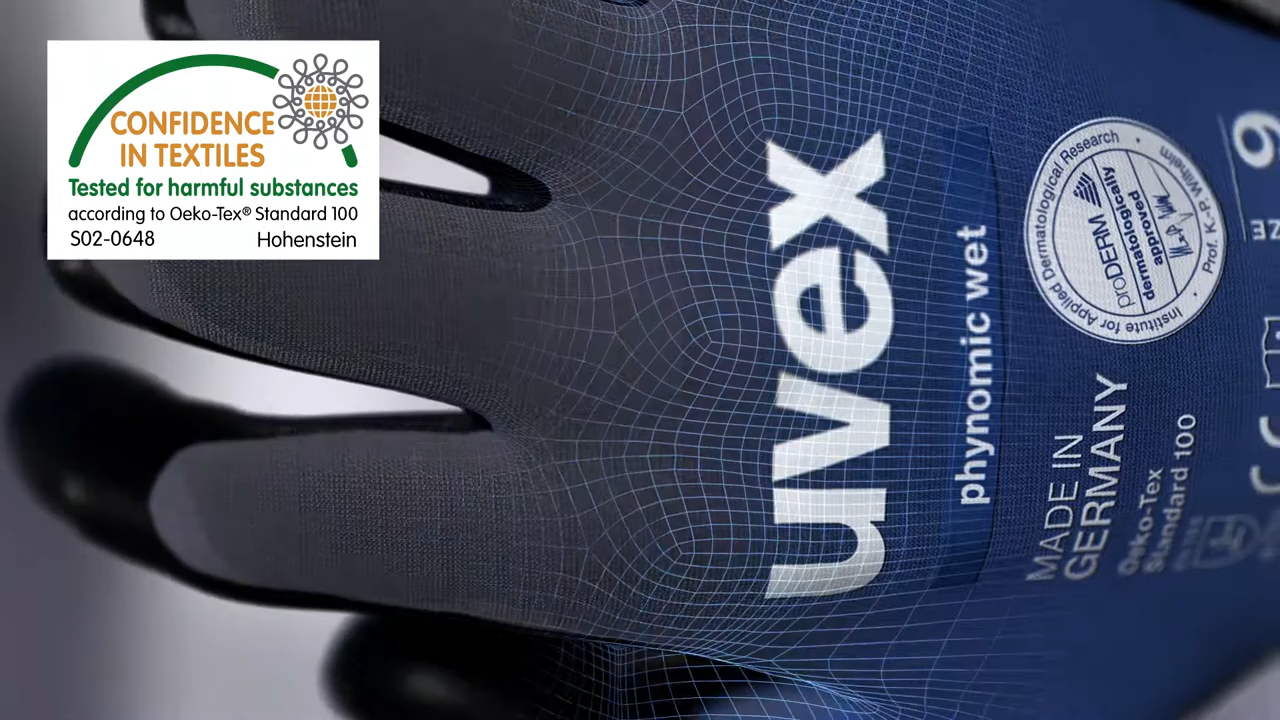 CONFIDENCE
IN TEXTILES
Tested for harmful substances
according to Oeko-Tex® Standard 100
S02-0648 Hohenstein
uvex
phynomic wet
Institute for Applied Dermatological Research
proDERM
dermatologically
approved
Prof. K.-P. Wilhelm
MADE IN
GERMANY
Oeko-Tex
Standard 100
9